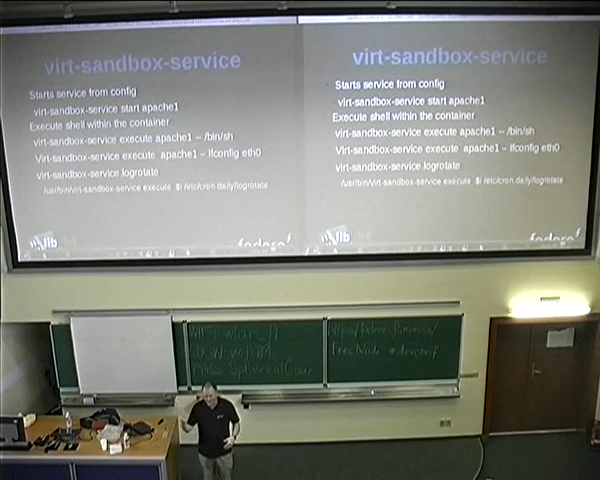 virt-sandbox-service
Starts service from config
virt-sandbox-service start apache1
Execute shell within the container
virt-sandbox-service execute apache1 – /bin/sh
Virt-sandbox-service execute apache1 – Ifconfig eth0
virt-sandbox-service.logrotate
/usr/bin/virt-sandbox-service execute $i /etc/cron.daily/logrotate
lib
fedora
virt-sandbox-service
Starts service from config
virt-sandbox-service start apache1
Execute shell within the container
virt-sandbox-service execute apache1 – /bin/sh
Virt-sandbox-service execute apache1 – Ifconfig eth0
virt-sandbox-service.logrotate
/usr/bin/virt-sandbox-service execute $i /etc/cron.daily/logrotate
lib
fedora
FreeNode #devconf